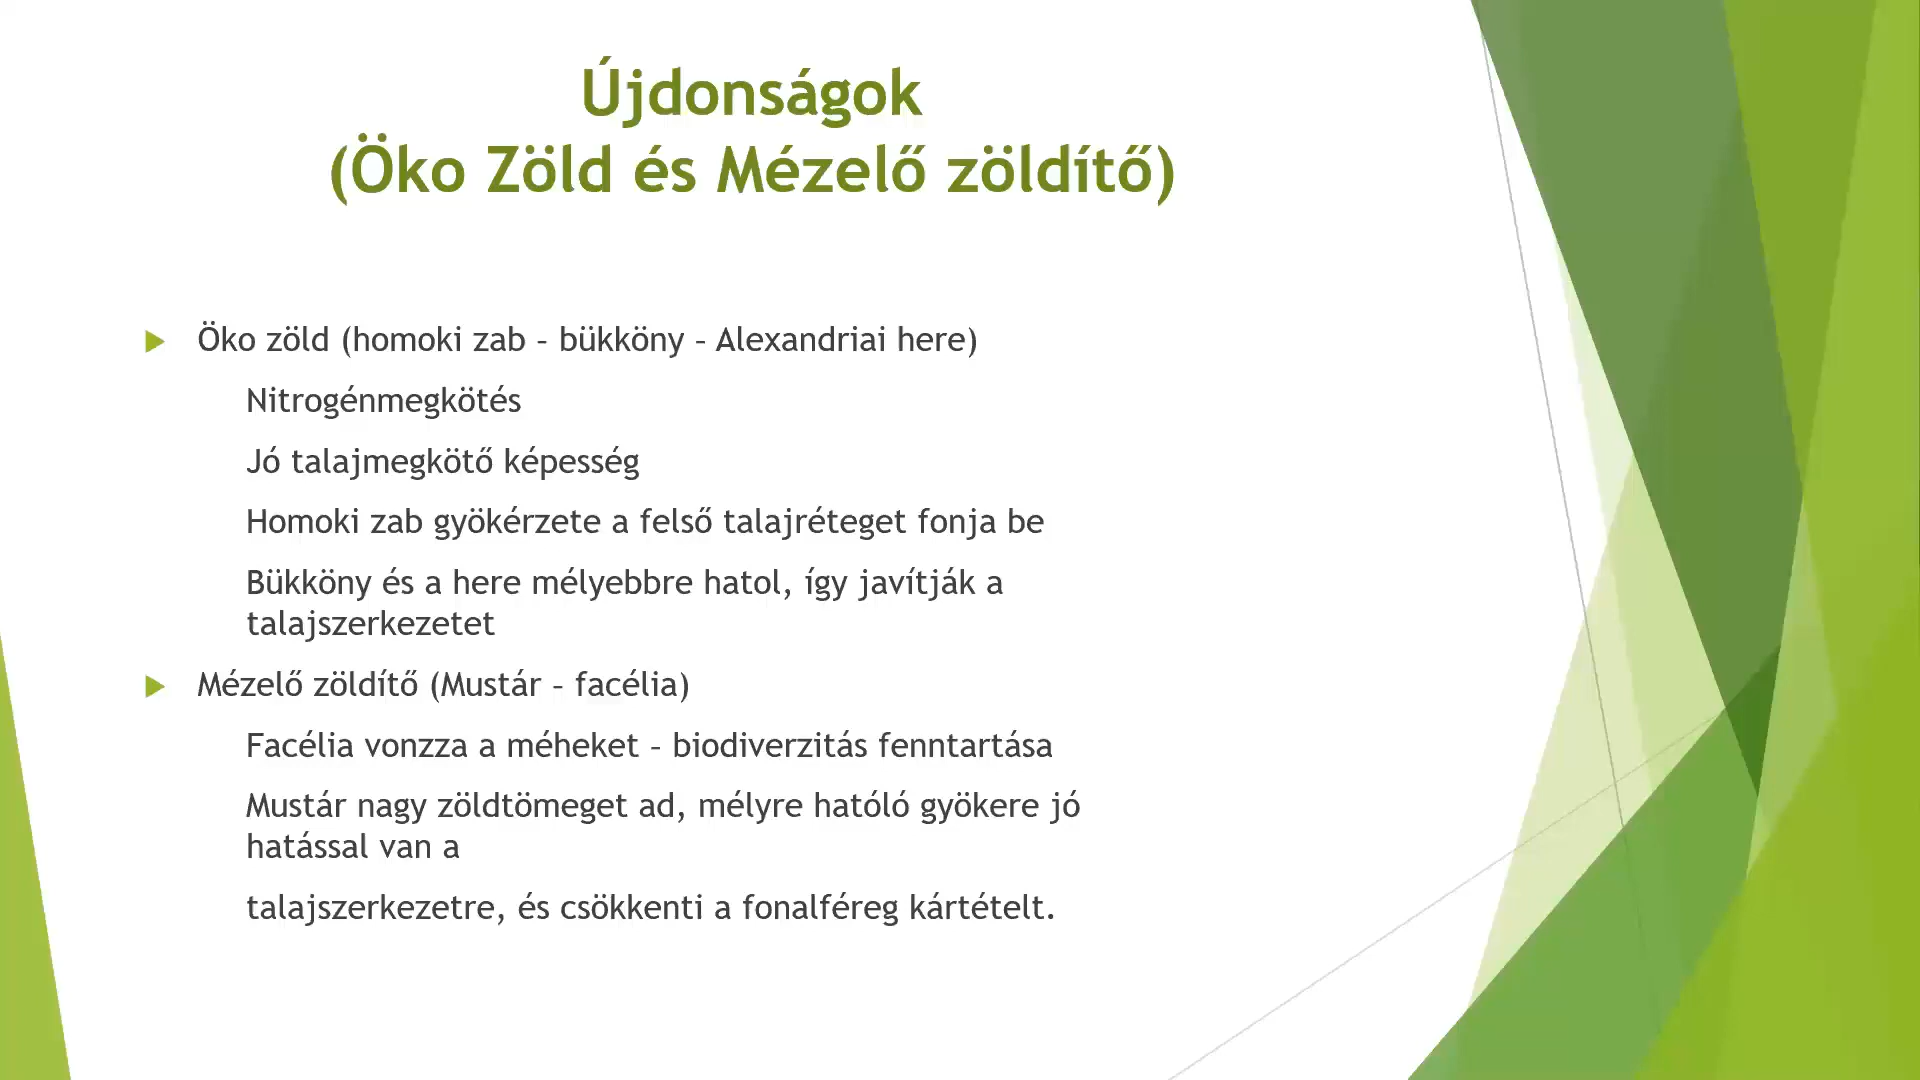 Újdonságok
(Öko Zöld és Mézelő zöldítő)
Öko zöld (homoki zab – bükköny – Alexandriai here)
Nitrogénmegkötés
Jó talajmegkötő képesség
Homoki zab gyökérzete a felső talajréteget fonja be
Bükköny és a here mélyebbre hatol, így javítják a
talajszerkezetet
Mézelő zöldítő (Mustár – facélia)
Facélia vonzza a méheket – biodiverzitás fenntartása
Mustár nagy zöldtömeget ad, mélyre hatóló gyökere jó
hatással van a
talajszerkezetre, és csökkenti a fonalféreg kártételt.